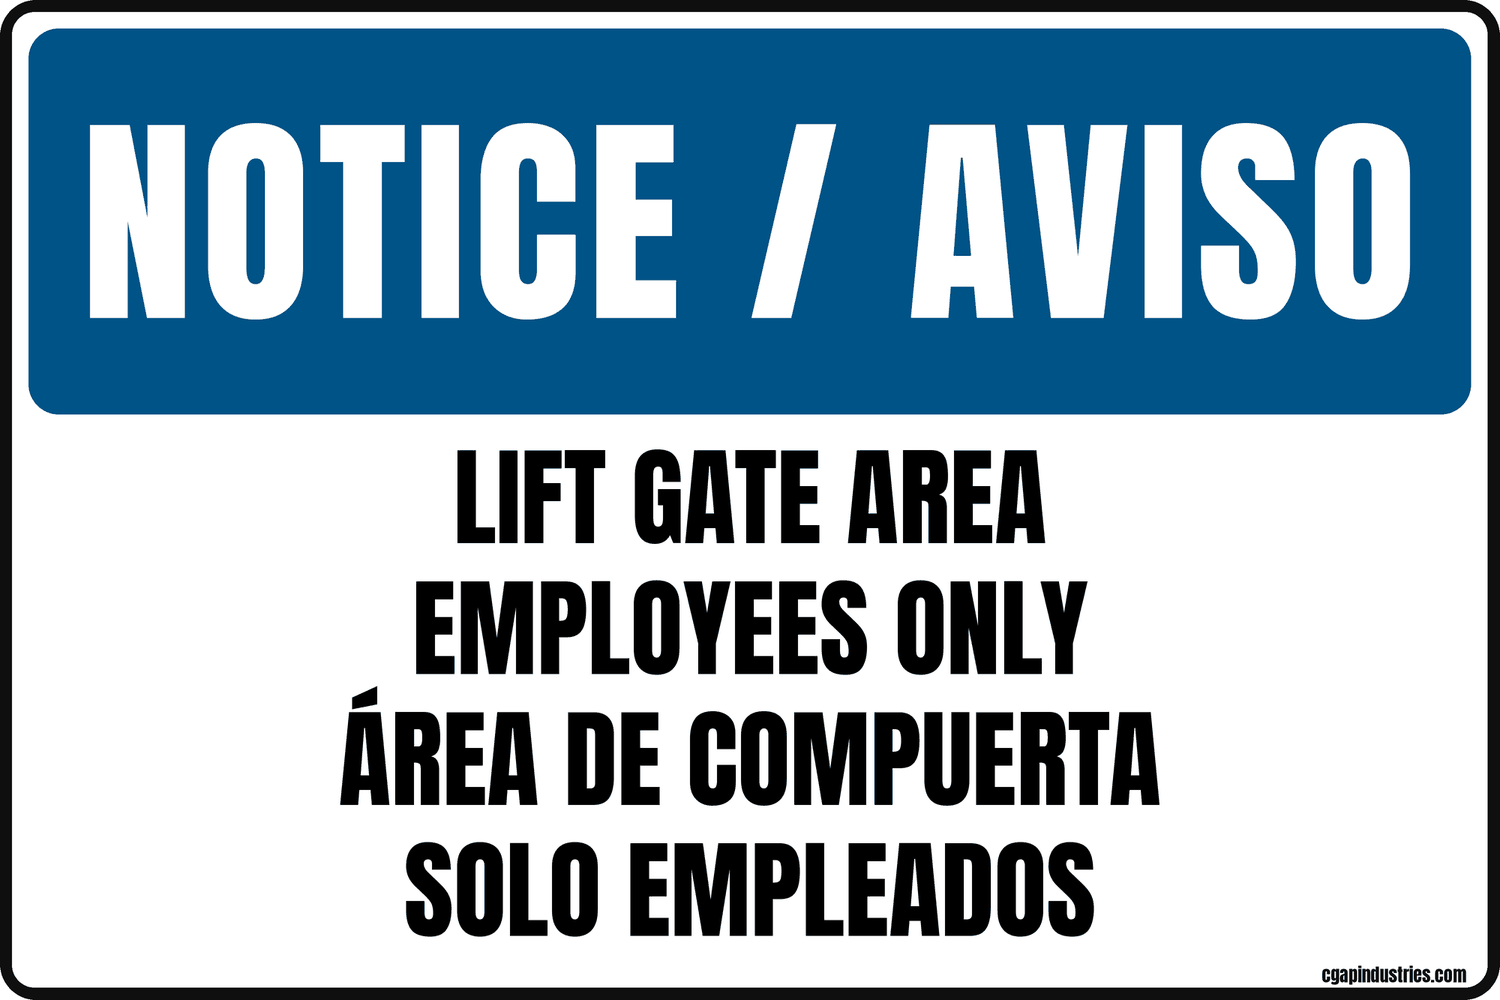 NOTICE / AVISO
LIFT GATE AREA
EMPLOYEES ONLY
ÁREA DE COMPUERTA
SOLO EMPLEADOS
cgapindustries.com